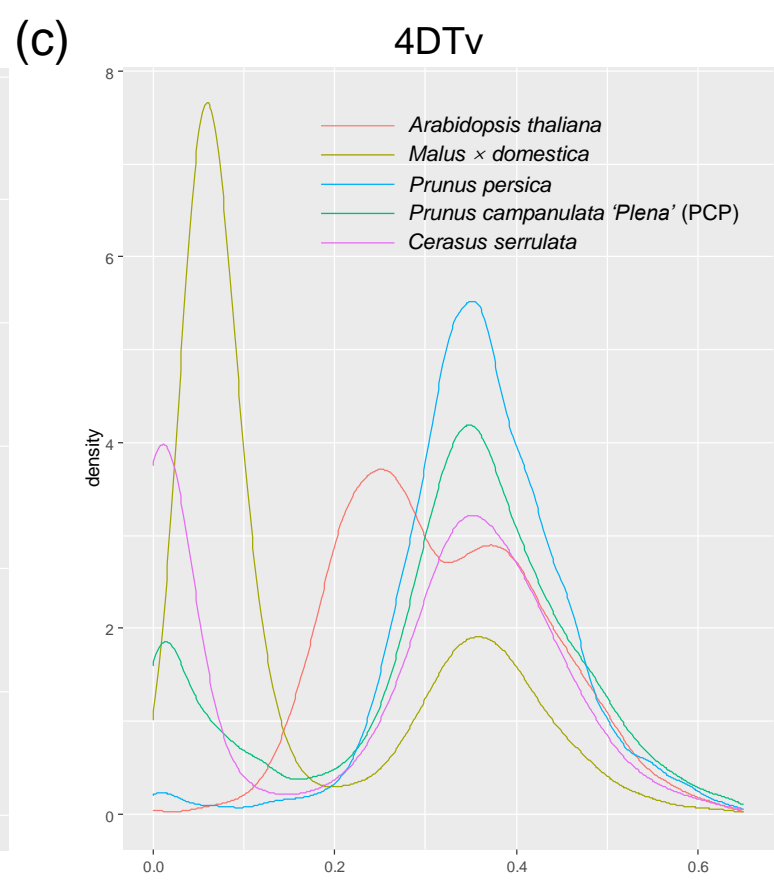 (c)
4DTv
8
Arabidopsis thaliana
Malus × domestica
Prunus persica
Prunus campanulata 'Plena' (PCP)
Cerasus serrulata
6
density
4
2
0
0.0 0.2 0.4 0.6